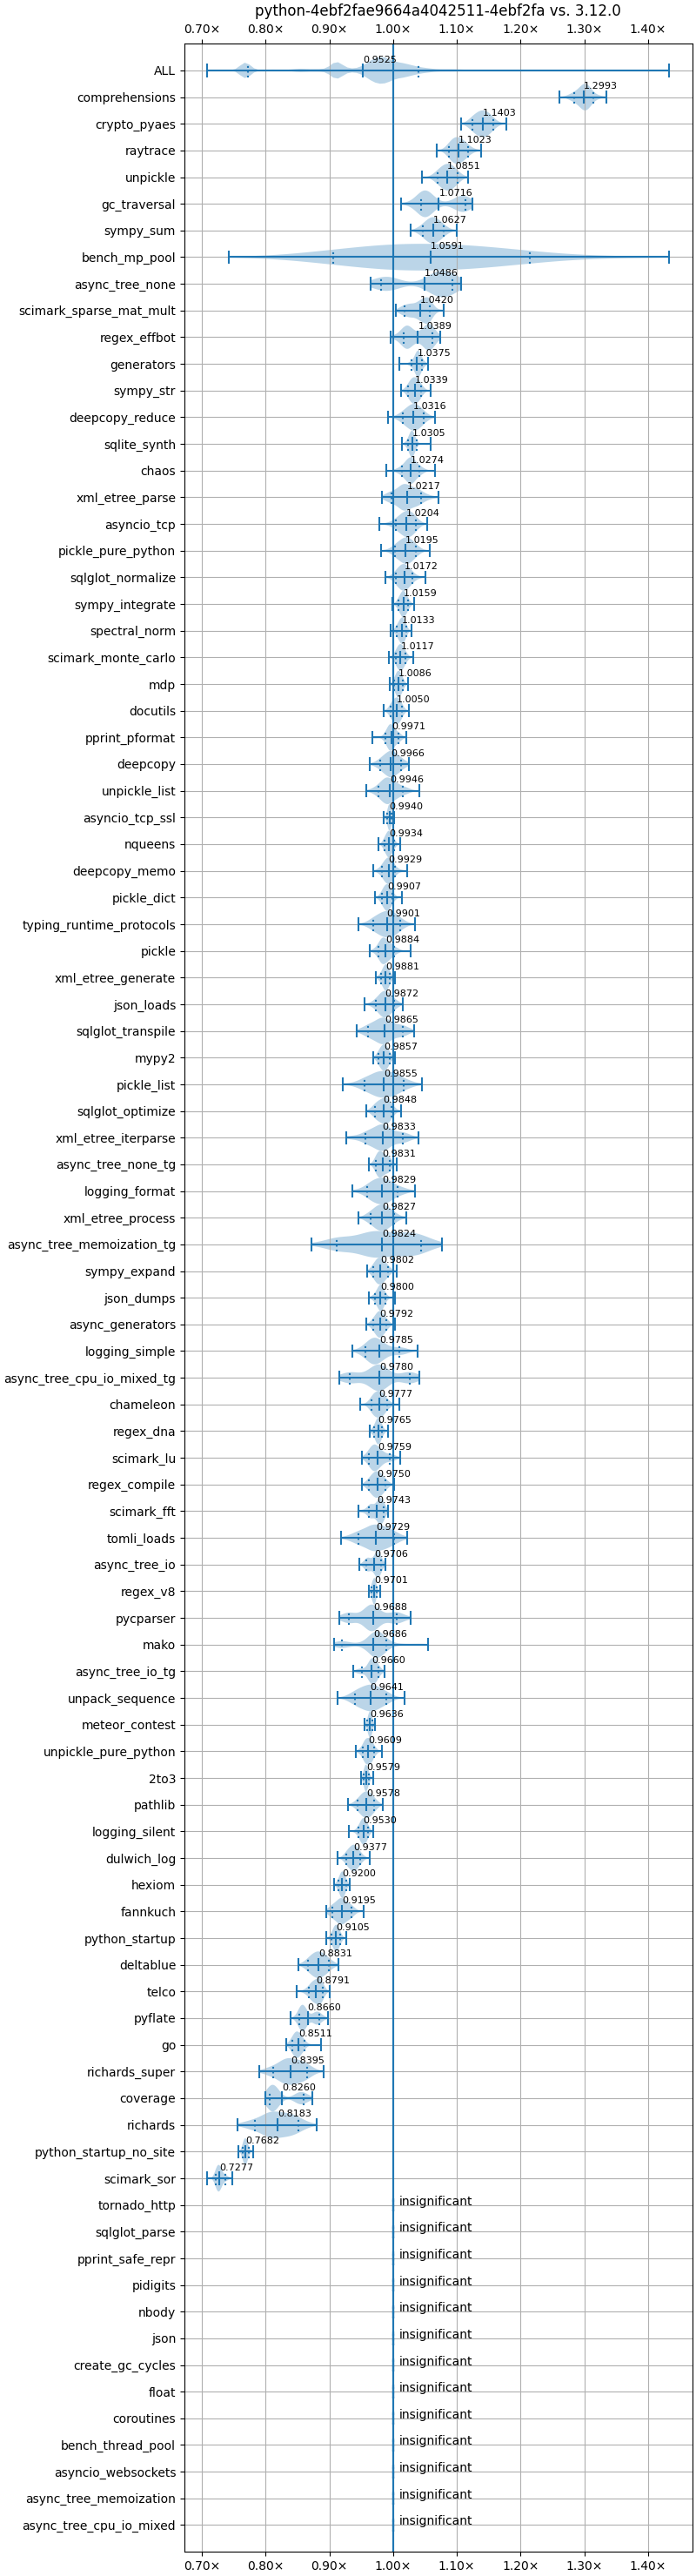 python-4ebf2fae9664a4042511-4ebf2fa vs. 3.12.0
0.70× 0.80× 0.90× 1.00× 1.10× 1.20× 1.30× 1.40×
ALL 0.9525
comprehensions 1.2993
crypto_pyaes 1.1403
raytrace 1.1023
unpickle 1.0851
gc_traversal 1.0716
sympy_sum 1.0627
bench_mp_pool 1.0591
async_tree_none 1.0486
scimark_sparse_mat_mult 1.0420
regex_effbot 1.0389
generators 1.0375
sympy_str 1.0339
deepcopy_reduce 1.0316
sqlite_synth 1.0305
chaos 1.0274
xml_etree_parse 1.0217
asyncio_tcp 1.0204
pickle_pure_python 1.0195
sqlglot_normalize 1.0172
sympy_integrate 1.0159
spectral_norm 1.0133
scimark_monte_carlo 1.0117
mdp 1.0086
docutils 1.0050
pprint_pformat 0.9971
deepcopy 0.9966
unpickle_list 0.9946
asyncio_tcp_ssl 0.9940
nqueens 0.9934
deepcopy_memo 0.9929
pickle_dict 0.9907
typing_runtime_protocols 0.9901
pickle 0.9884
xml_etree_generate 0.9881
json_loads 0.9872
sqlglot_transpile 0.9865
mypy2 0.9857
pickle_list 0.9855
sqlglot_optimize 0.9848
xml_etree_iterparse 0.9833
async_tree_none_tg 0.9831
logging_format 0.9829
xml_etree_process 0.9827
async_tree_memoization_tg 0.9824
sympy_expand 0.9802
json_dumps 0.9800
async_generators 0.9792
logging_simple 0.9785
async_tree_cpu_io_mixed_tg 0.9780
chameleon 0.9777
regex_dna 0.9765
scimark_lu 0.9759
regex_compile 0.9750
scimark_fft 0.9743
tomli_loads 0.9729
async_tree_io 0.9706
regex_v8 0.9701
pycparser 0.9688
mako 0.9686
async_tree_io_tg 0.9660
unpack_sequence 0.9641
meteor_contest 0.9636
unpickle_pure_python 0.9609
2to3 0.9579
pathlib 0.9578
logging_silent 0.9530
dulwich_log 0.9377
hexiom 0.9200
fannkuch 0.9195
python_startup 0.9105
deltablue 0.8831
telco 0.8791
pyflate 0.8660
go 0.8511
richards_super 0.8395
coverage 0.8260
richards 0.8183
python_startup_no_site 0.7682
scimark_sor 0.7277
tornado_http insignificant
sqlglot_parse insignificant
pprint_safe_repr insignificant
pidigits insignificant
nbody insignificant
json insignificant
create_gc_cycles insignificant
float insignificant
coroutines insignificant
bench_thread_pool insignificant
asyncio_websockets insignificant
async_tree_memoization insignificant
async_tree_cpu_io_mixed insignificant
0.70× 0.80× 0.90× 1.00× 1.10× 1.20× 1.30× 1.40×